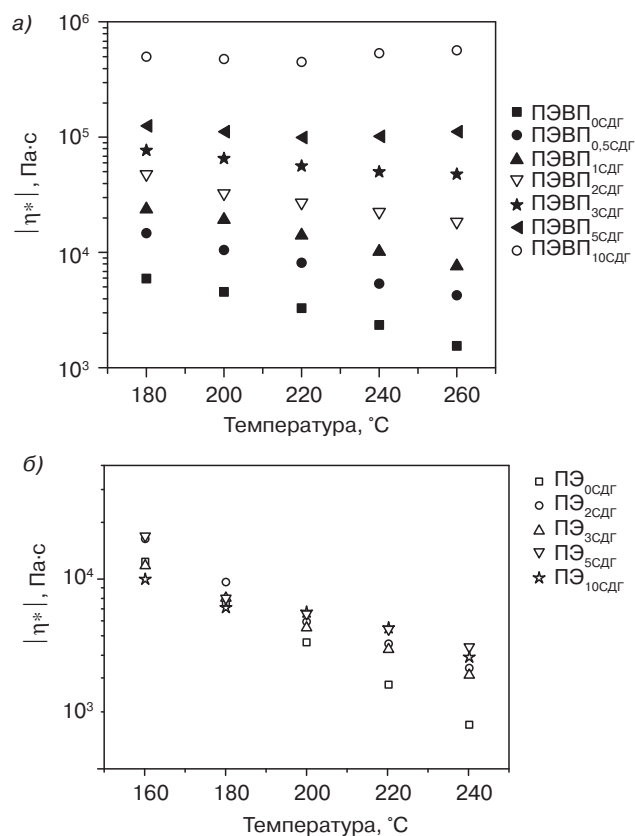 а)
10⁶
10⁵
10⁴
10³
|η*|, Па·с
180 200 220 240 260
Температура, °С
ПЭВП₀СДГ
ПЭВП₀,₅СДГ
ПЭВП₁СДГ
ПЭВП₂СДГ
ПЭВП₃СДГ
ПЭВП₅СДГ
ПЭВП₁₀СДГ
б)
10⁴
10³
|η*|, Па·с
160 180 200 220 240
Температура, °С
ПЭ₀СДГ
ПЭ₂СДГ
ПЭ₃СДГ
ПЭ₅СДГ
ПЭ₁₀СДГ